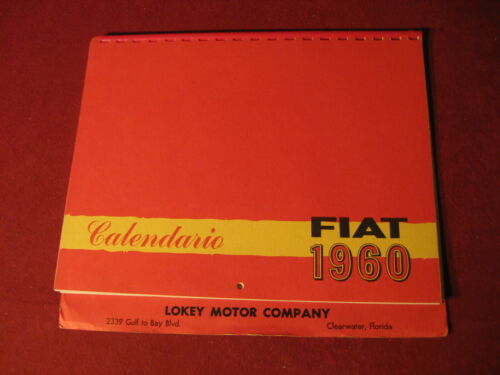 Calendario FIAT
1960
LOKEY MOTOR COMPANY
2339 Gulf to Bay Blvd. Clearwater, Florida